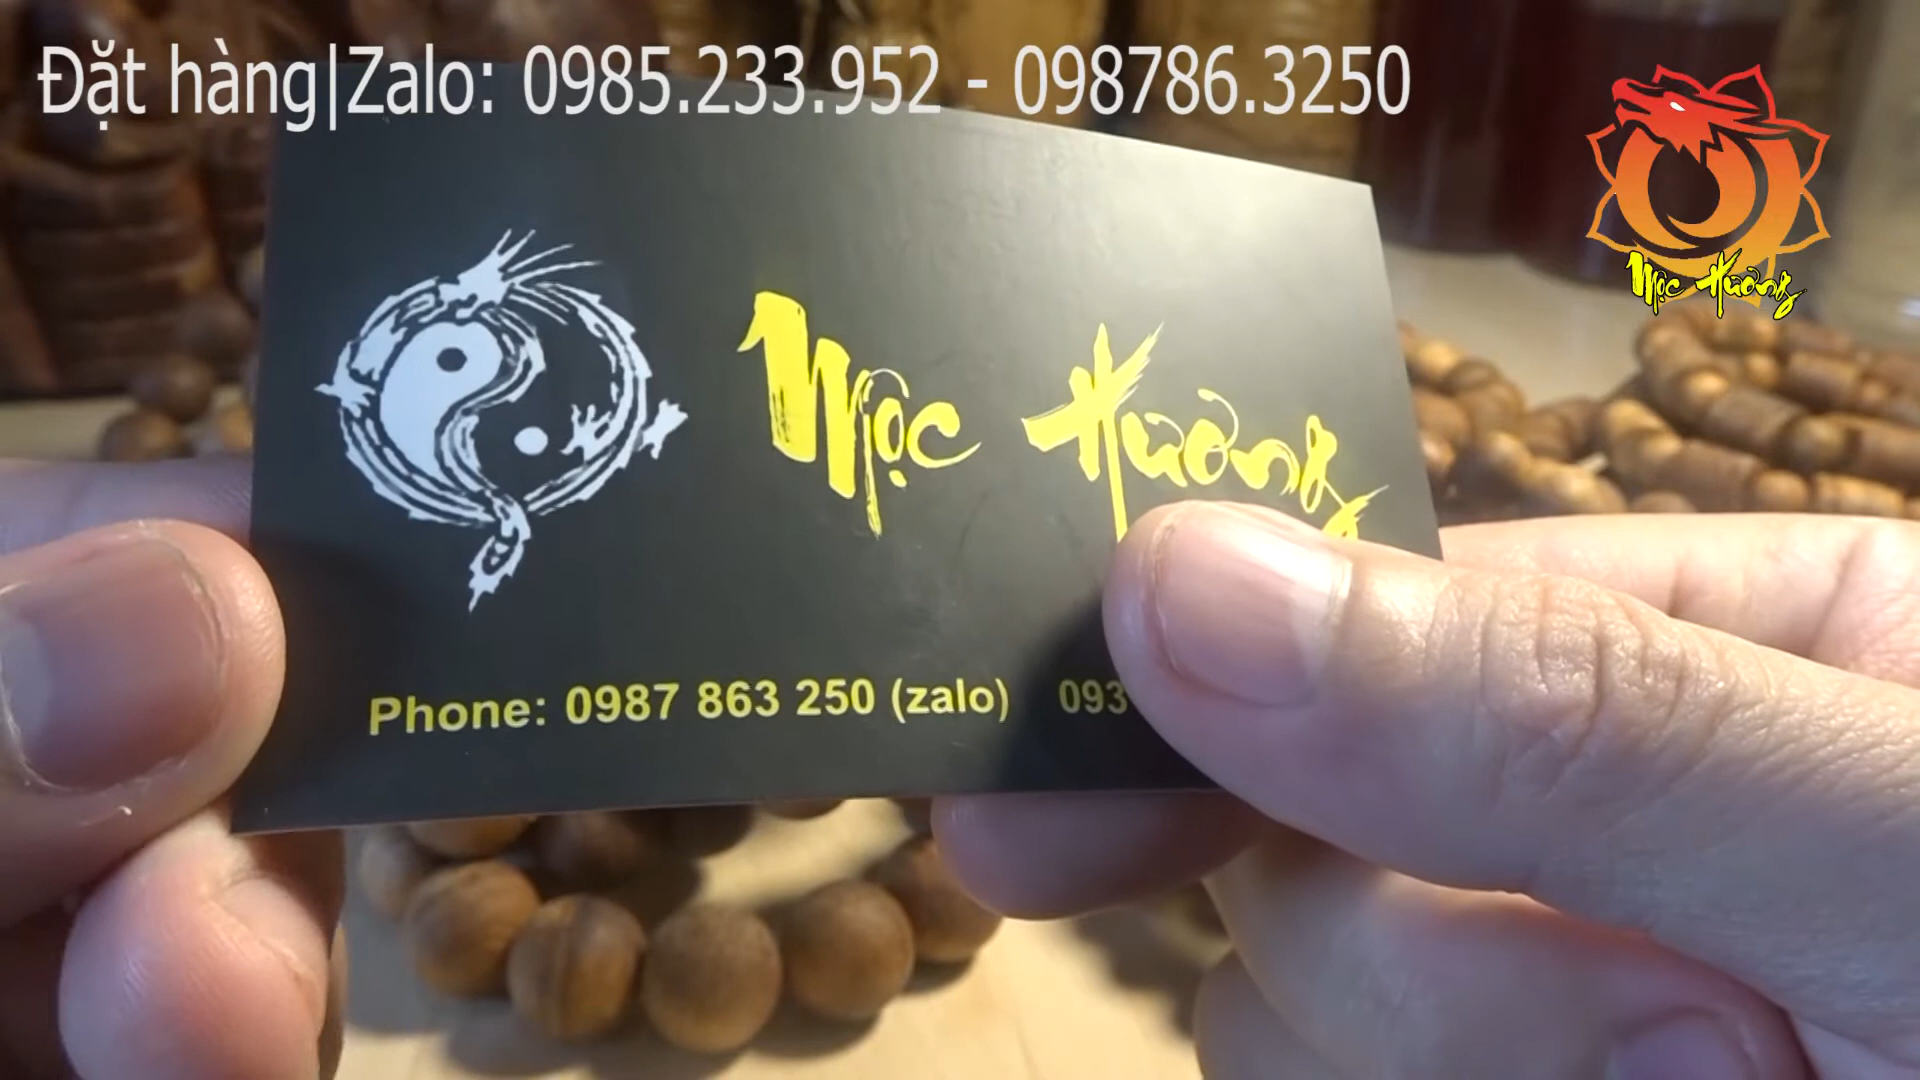 Đặt hàng|Zalo: 0985.233.952 - 098786.3250
Mộc Hương
Mộc Hương
Phone: 0987 863 250 (zalo) 093